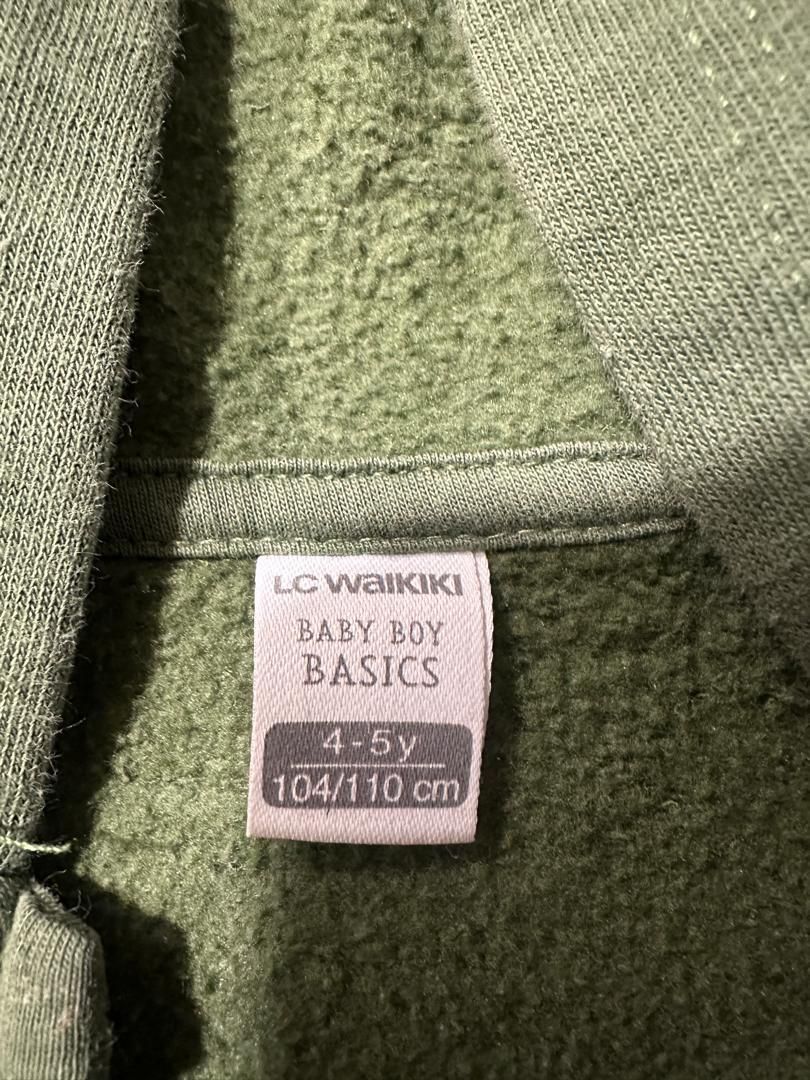 LC WAIKIKI
BABY BOY
BASICS
4-5y
104/110 cm